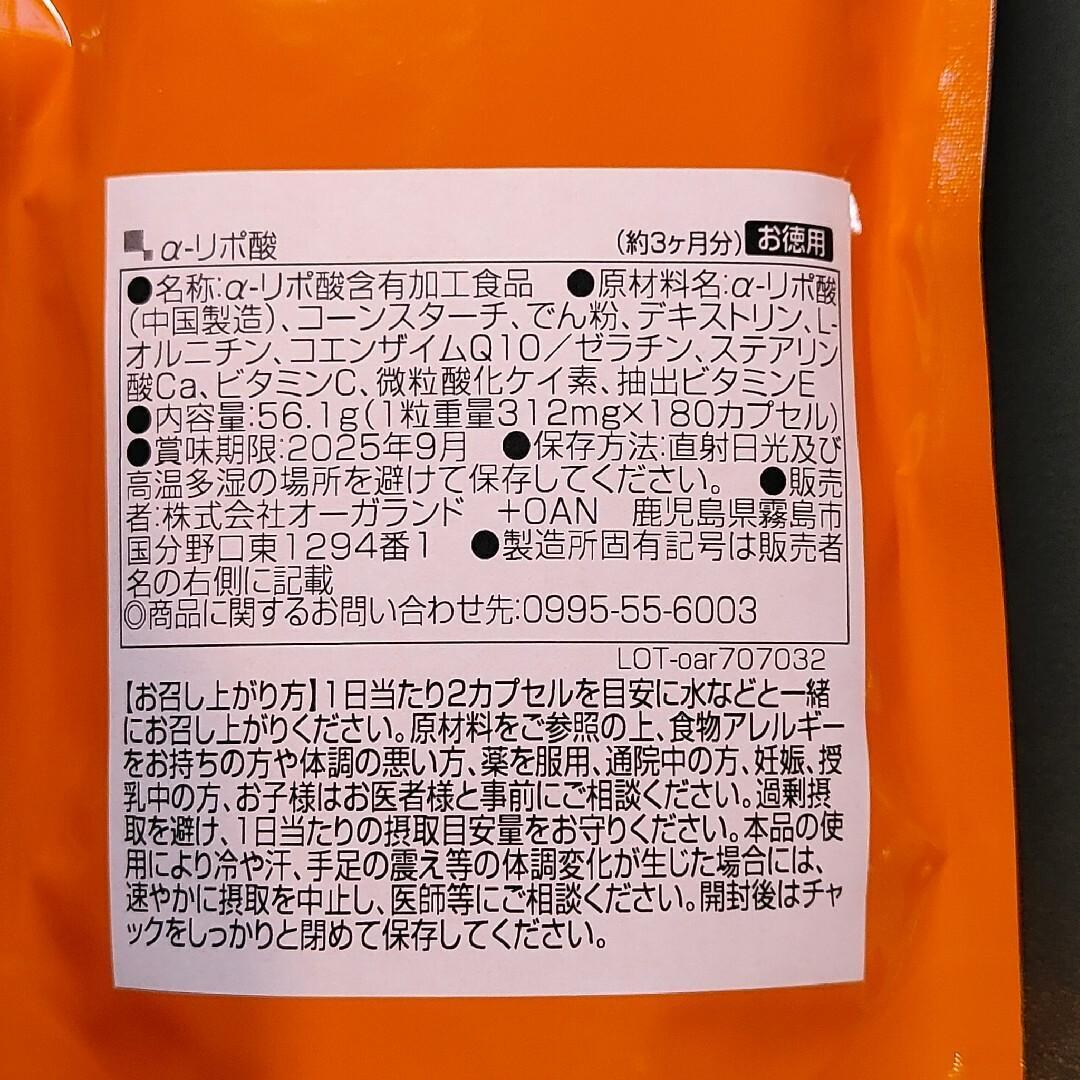 α-リポ酸 (約3ヶ月分) お徳用
●名称:α-リポ酸含有加工食品 ●原材料名:α-リポ酸
(中国製造)、コーンスターチ、でん粉、デキストリン、L-
オルニチン、コエンザイムQ10/ゼラチン、ステアリン
酸Ca、ビタミンC、微粒酸化ケイ素、抽出ビタミンE
●内容量:56.1g(1粒重量312mg×180カプセル)
●賞味期限:2025年9月 ●保存方法:直射日光及び
高温多湿の場所を避けて保存してください。 ●販売
者:株式会社オーガランド +OAN 鹿児島県霧島市
国分野口東1294番1 ●製造所固有記号は販売者
名の右側に記載
◎商品に関するお問い合わせ先:0995-55-6003
LOT-oar707032
【お召し上がり方】1日当たり2カプセルを目安に水などと一緒
にお召し上がりください。原材料をご参照の上、食物アレルギー
をお持ちの方や体調の悪い方、薬を服用、通院中の方、妊娠、授
乳中の方、お子様はお医者様と事前にご相談ください。過剰摂
取を避け、1日当たりの摂取目安量をお守りください。本品の使
用により冷や汗、手足の震え等の体調変化が生じた場合には、
速やかに摂取を中止し、医師等にご相談ください。開封後はチャ
ックをしっかりと閉めて保存してください。